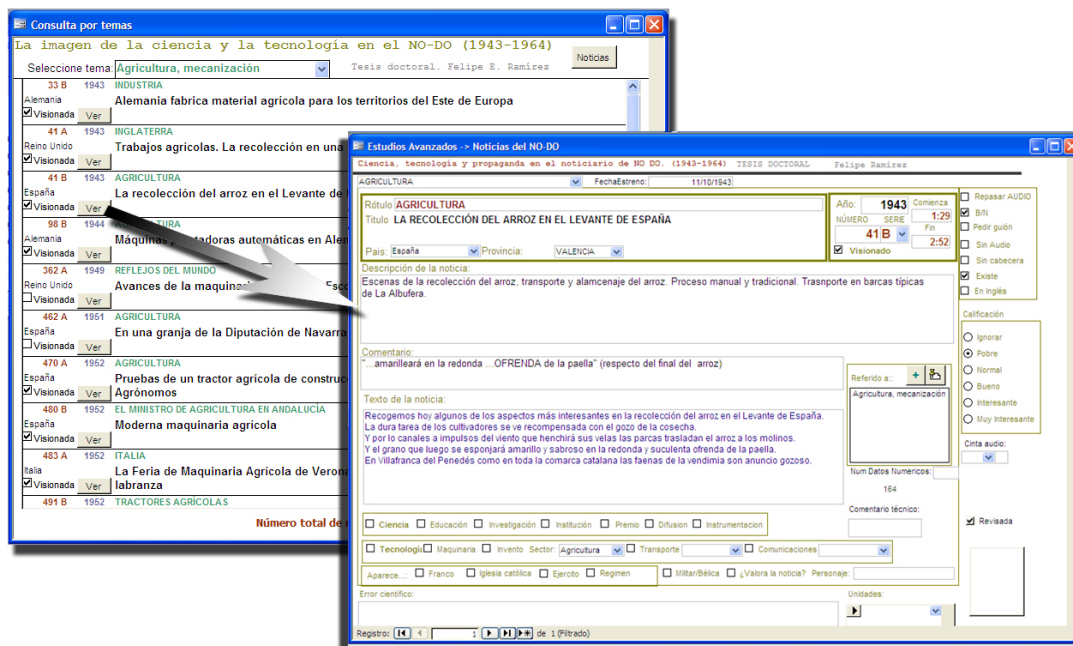 Consulta por temas
La imagen de la ciencia y la tecnología en el NO-DO (1943-1964)
Noticias
Seleccione tema: Agricultura, mecanización
Tesis doctoral. Felipe E. Ramírez
33 B 1943 INDUSTRIA
Alemania
Alemania fabrica material agrícola para los territorios del Este de Europa
Visionada Ver
41 A 1943 INGLATERRA
Reino Unido
Trabajos agrícolas. La recolección en una
Visionada Ver
41 B 1943 AGRICULTURA
España
La recolección del arroz en el Levante de
Visionada Ver
98 B 1944
Alemania
Visionada Ver
362 A 1949 REFLEJOS DEL MUNDO
Reino Unido
Avances de la
Visionada Ver
462 A 1951 AGRICULTURA
España
En una granja de la Diputación de Navarra
Visionada Ver
470 A 1952 AGRICULTURA
España
Pruebas de un tractor agrícola de
Visionada Ver Agrónomos
480 B 1952 EL MINISTRO DE AGRICULTURA EN ANDALUCÍA
España
Moderna maquinaria agrícola
Visionada Ver
483 A 1952 ITALIA
Italia
La Feria de Maquinaria Agrícola de
Visionada Ver labranza
491 B 1952 TRACTORES AGRÍCOLAS
Número total de
Estudios Avanzados -> Noticias del NO-DO
Ciencia, tecnología y propaganda en el noticiario de NO DO. (1943-1964) TESIS DOCTORAL Felipe Ramírez
AGRICULTURA FechaEstreno: 11/10/1943
Rótulo AGRICULTURA
Título LA RECOLECCIÓN DEL ARROZ EN EL LEVANTE DE ESPAÑA
País: España Provincia: VALENCIA
Año: 1943 Comienza
1:29
NÚMERO SERIE Fin
41 B
2:52
Visionado
Repasar AUDIO
B/N
Pedir guión
Sin Audio
Sin cabecera
Existe
En Inglés
Descripción de la noticia:
Escenas de la recolección del arroz, transporte y alamcenaje del arroz. Proceso manual y tradicional. Trasnporte en barcas típicas
de La Albufera.
Calificación
Ignorar
Pobre
Normal
Bueno
Interesante
Muy Interesante
Cinta audio:
Comentario:
"...amarilleará en la redonda ...OFRENDA de la paella" (respecto del final del arroz)
Referido a::
Agricultura, mecanización
Texto de la noticia:
Recogemos hoy algunos de los aspectos más interesantes en la recolección del arroz en el Levante de España.
La dura tarea de los cultivadores se ve recompensada con el gozo de la cosecha.
Y por lo canales a impulsos del viento que henchirá sus velas las parcas trasladan el arroz a los molinos.
Y el grano que luego se esponjará amarillo y sabroso en la redonda y suculenta ofrenda de la paella.
En Villafranca del Penedés como en toda la comarca catalana las faenas de la vendimia son anuncio gozoso.
Num Datos Numericos:
164
Comentario técnico:
Revisada
Ciencia Educación Investigación Institución Premio Difusion Instrumentacion
Tecnología Maquinaria Invento Sector: Agricultura Transporte Comunicaciones
Aparece...: Franco Iglesia católica Ejercito Regimen Militar/Bélica ¿Valora la noticia? Personaje:
Error científico:
Unidades:
Registro: 1 de 1 (Filtrado)